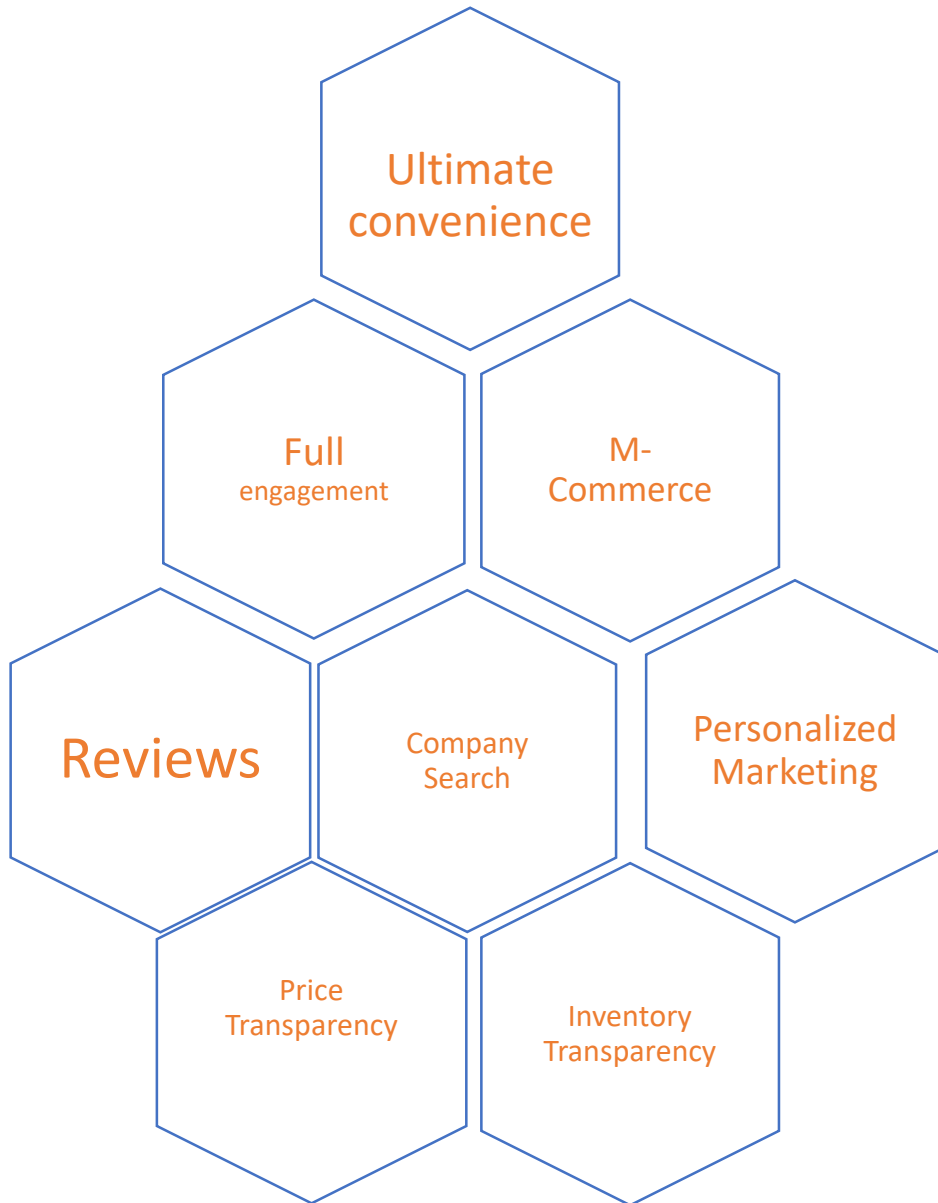 Ultimate
convenience
Full
engagement
M-
Commerce
Reviews
Company
Search
Personalized
Marketing
Price
Transparency
Inventory
Transparency